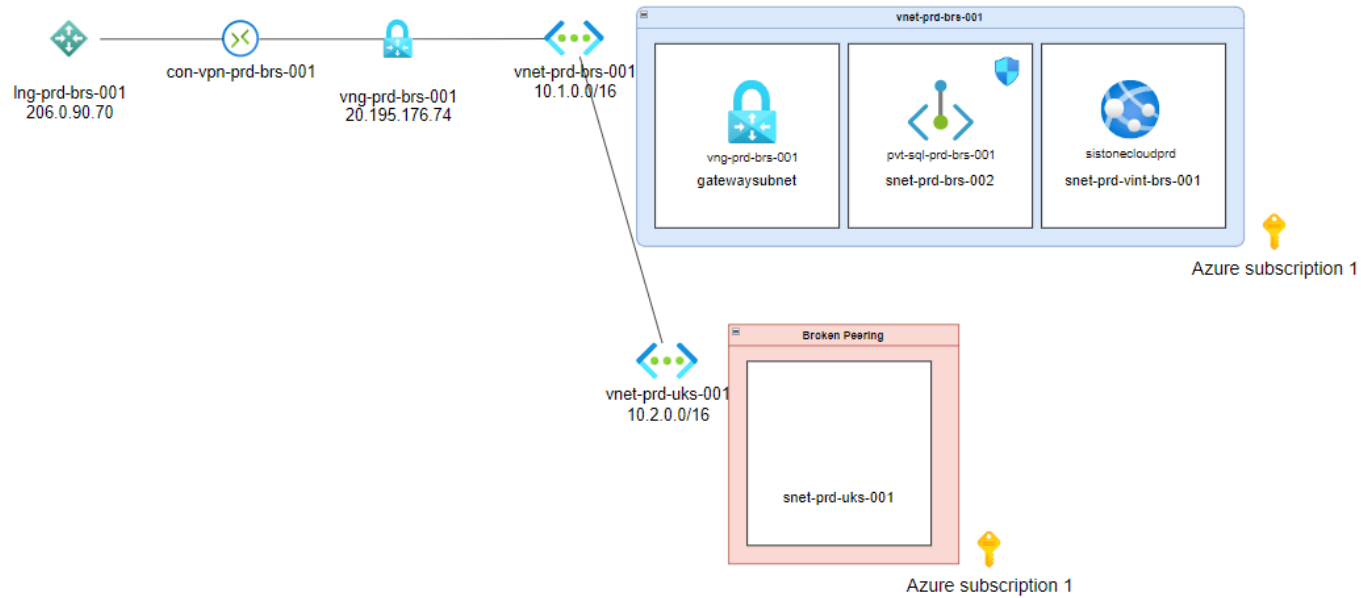 vnet-prd-brs-001
lng-prd-brs-001
206.0.90.70
con-vpn-prd-brs-001
vng-prd-brs-001
20.195.176.74
vnet-prd-brs-001
10.1.0.0/16
vng-prd-brs-001
gatewaysubnet
pvt-sql-prd-brs-001
snet-prd-brs-002
sistonecloudprd
snet-prd-vint-brs-001
Azure subscription 1
vnet-prd-uks-001
10.2.0.0/16
Broken Peering
snet-prd-uks-001
Azure subscription 1